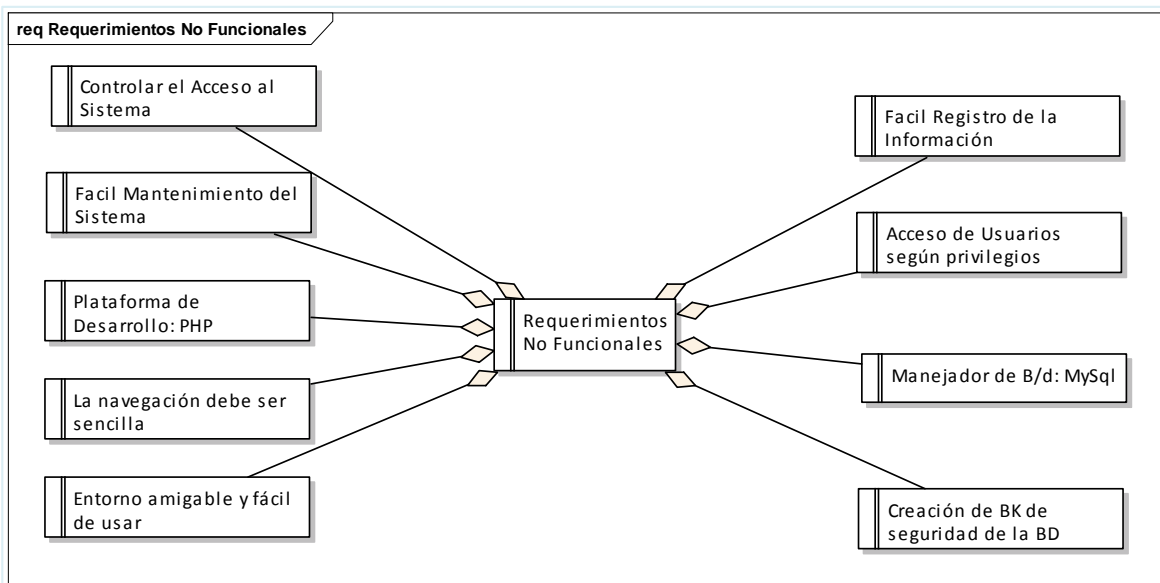 req Requerimientos No Funcionales
Controlar el Acceso al
Sistema
Facil Mantenimiento del
Sistema
Plataforma de
Desarrollo: PHP
La navegación debe ser
sencilla
Entorno amigable y fácil
de usar
Requerimientos
No Funcionales
Facil Registro de la
Información
Acceso de Usuarios
según privilegios
Manejador de B/d: MySql
Creación de BK de
seguridad de la BD